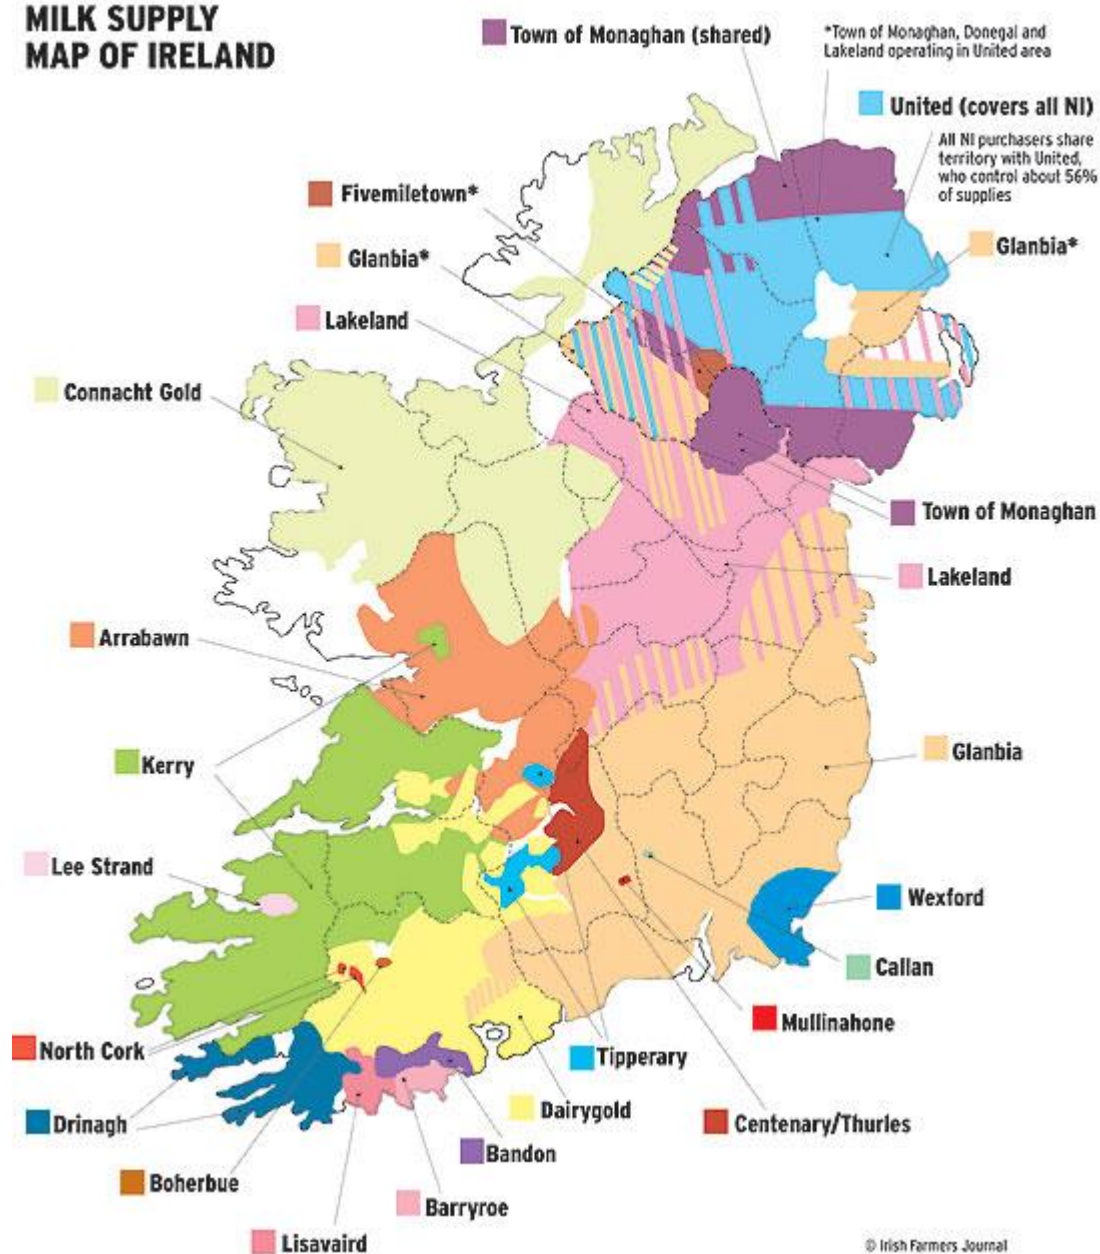 MILK SUPPLY
MAP OF IRELAND
Town of Monaghan (shared)
*Town of Monaghan, Donegal and
Lakeland operating in United area
United (covers all NI)
All NI purchasers share
territory with United,
who control about 56%
of supplies
Fivemiletown*
Glanbia*
Glanbia*
Lakeland
Connacht Gold
Town of Monaghan
Lakeland
Arrabawn
Kerry
Glanbia
Lee Strand
Wexford
Callan
Mullinahone
North Cork
Tipperary
Drinagh
Dairygold
Centenary/Thurles
Bandon
Boherbue
Barryroe
Lisavaird
© Irish Farmers Journal